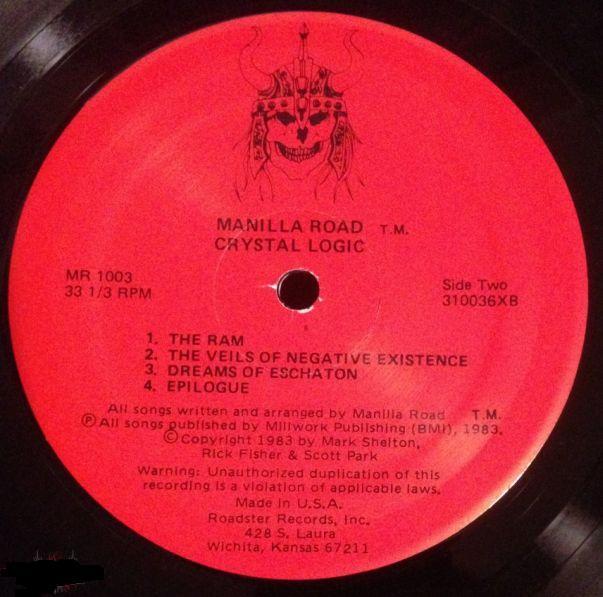 MANILLA ROAD T.M.
CRYSTAL LOGIC
MR 1003
33 1/3 RPM
Side Two
310036XB
1. THE RAM
2. THE VEILS OF NEGATIVE EXISTENCE
3. DREAMS OF ESCHATON
4. EPILOGUE
All songs written and arranged by Manilla Road T.M.
Ⓟ All songs published by Millwork Publishing (BMI), 1983.
© Copyright 1983 by Mark Shelton,
Rick Fisher & Scott Park
Warning: Unauthorized duplication of this
recording is a violation of applicable laws.
Made in U.S.A.
Roadster Records, Inc.
428 S. Laura
Wichita, Kansas 67211